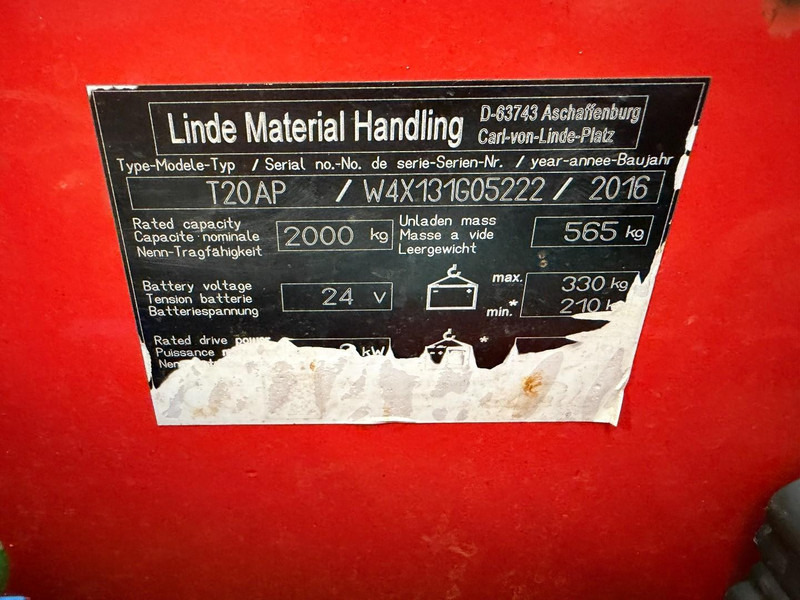 Linde Material Handling
D-63743 Aschaffenburg
Carl-von-Linde-Platz
Type-Modele-Typ / Serial no.-No. de serie-Serien-Nr. / year-annee-Baujahr
T20AP / W4X131G05222 / 2016
Rated capacity
Capacite nominale
Nenn-Tragfähigkeit
2000 kg
Unladen mass
Masse a vide
Leergewicht
565 kg
Battery voltage
Tension batterie
Batteriespannung
24 V
max. 330 kg
min.* 210
Rated drive power
Puissance
kW
*